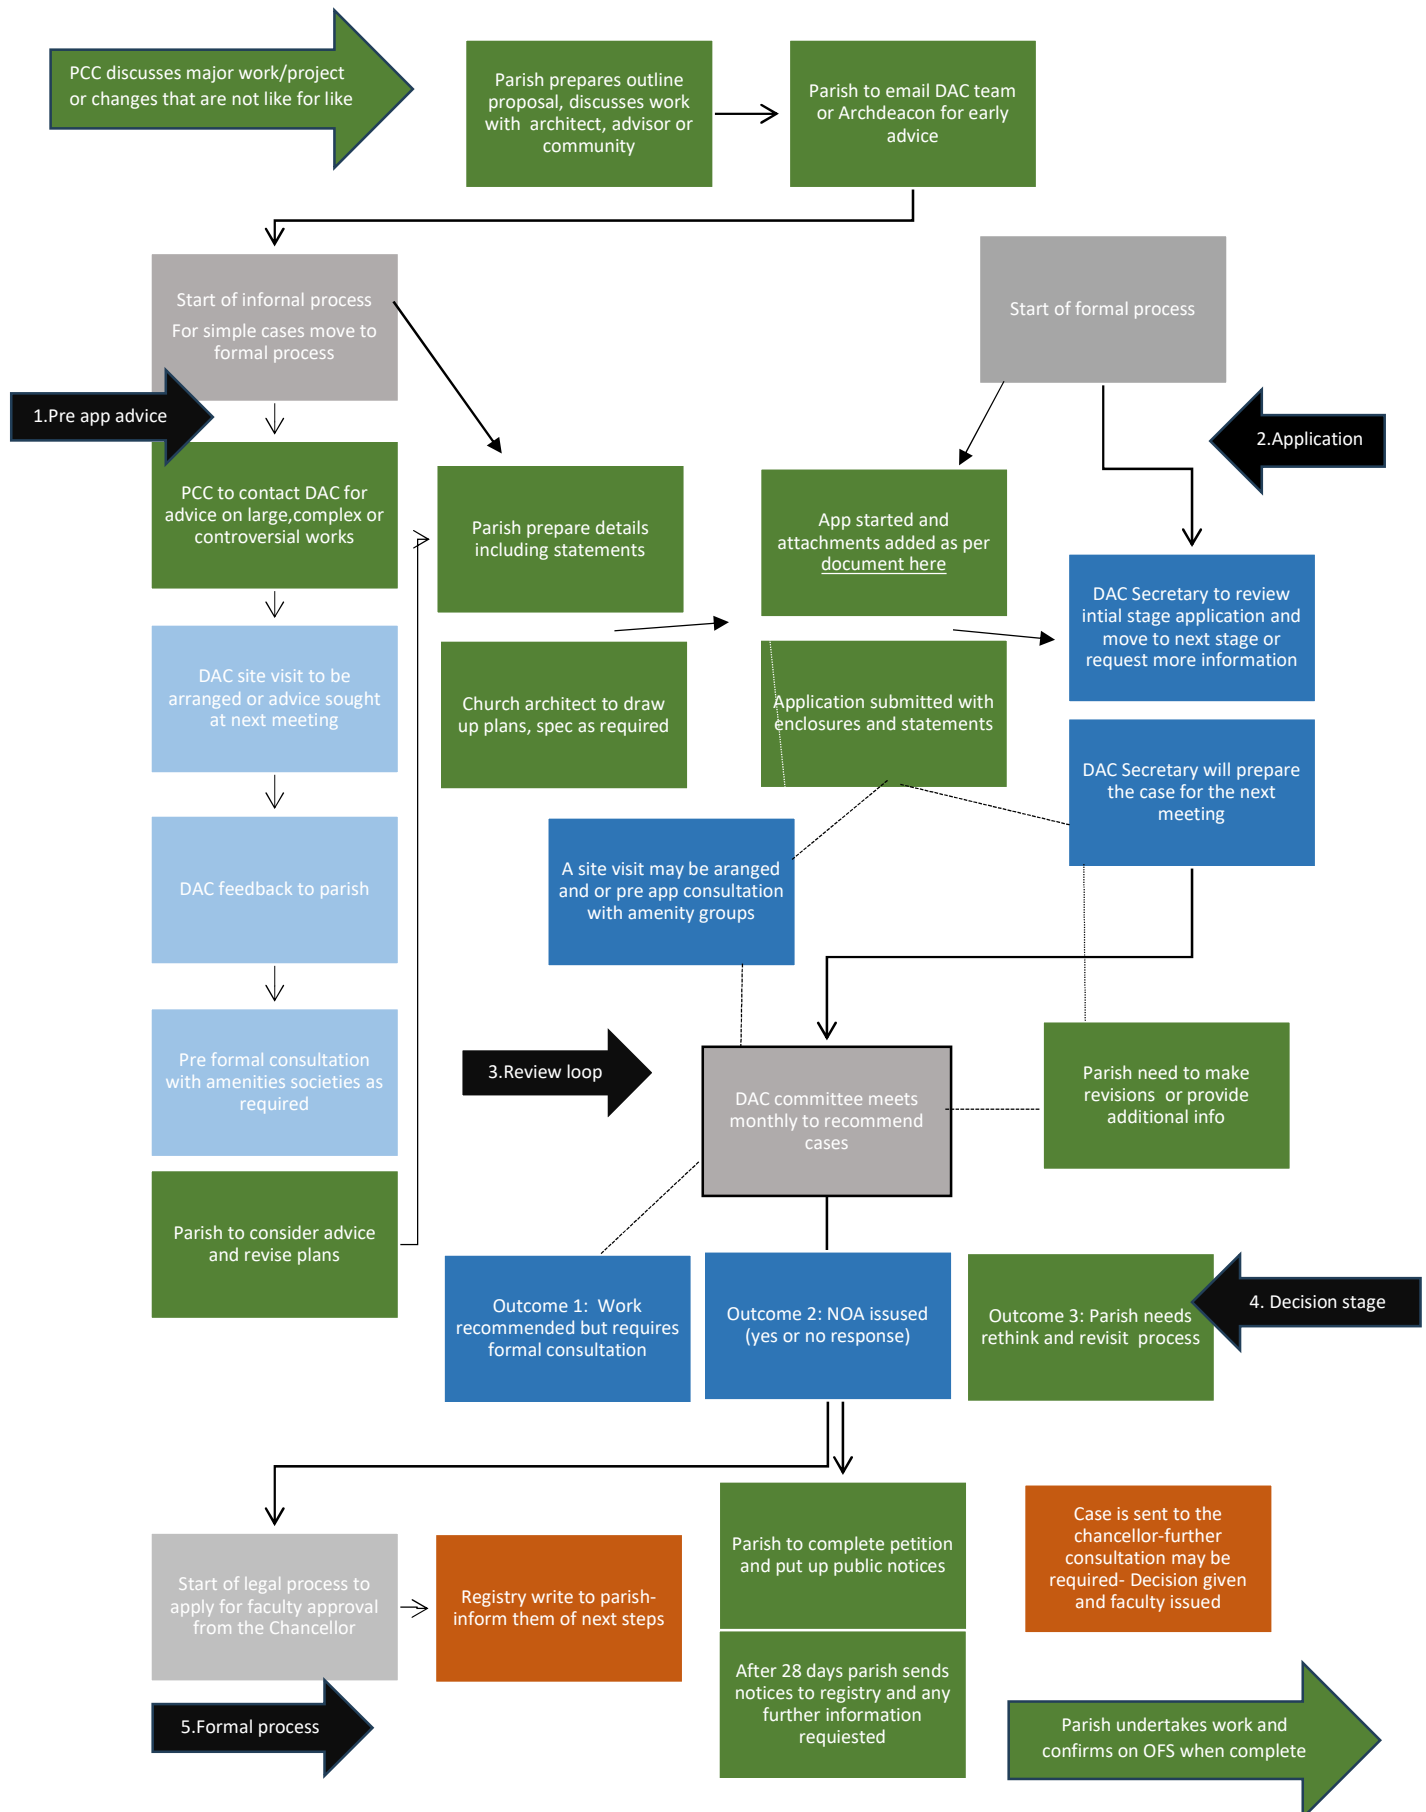 PCC discusses major work/project
or changes that are not like for like
Parish prepares outline
proposal, discusses work
with architect, advisor or
community
Parish to email DAC team
or Archdeacon for early
advice
Start of infornal process
For simple cases move to
formal process
Start of formal process
1.Pre app advice
2.Application
PCC to contact DAC for
advice on large,complex or
controversial works
Parish prepare details
including statements
App started and
attachments added as per
document here
DAC Secretary to review
intial stage application and
move to next stage or
request more information
DAC site visit to be
arranged or advice sought
at next meeting
Church architect to draw
up plans, spec as required
Application submitted with
enclosures and statements
DAC Secretary will prepare
the case for the next
meeting
DAC feedback to parish
A site visit may be aranged
and or pre app consultation
with amenity groups
Pre formal consultation
with amenities societies as
required
3.Review loop
DAC committee meets
monthly to recommend
cases
Parish need to make
revisions or provide
additional info
Parish to consider advice
and revise plans
Outcome 1: Work
recommended but requires
formal consultation
Outcome 2: NOA issused
(yes or no response)
Outcome 3: Parish needs
rethink and revisit process
4. Decision stage
Start of legal process to
apply for faculty approval
from the Chancellor
Registry write to parish-
inform them of next steps
Parish to complete petition
and put up public notices
Case is sent to the
chancellor-further
consultation may be
required- Decision given
and faculty issued
After 28 days parish sends
notices to registry and any
further information
requiested
5.Formal process
Parish undertakes work and
confirms on OFS when complete